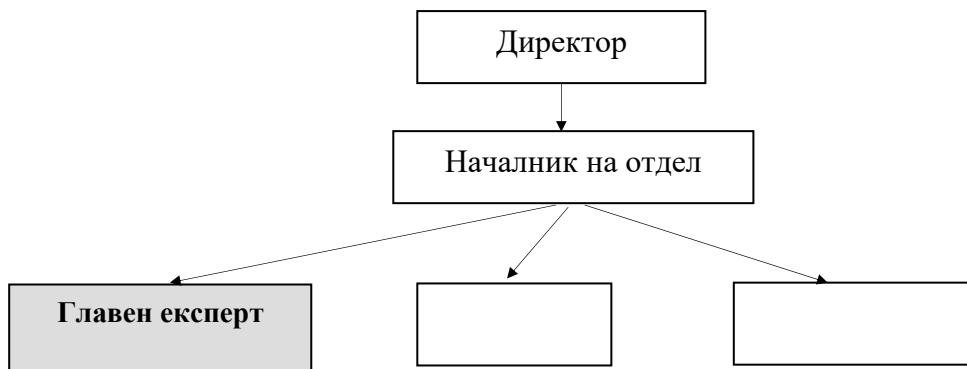 Директор
Началник на отдел
Главен експерт